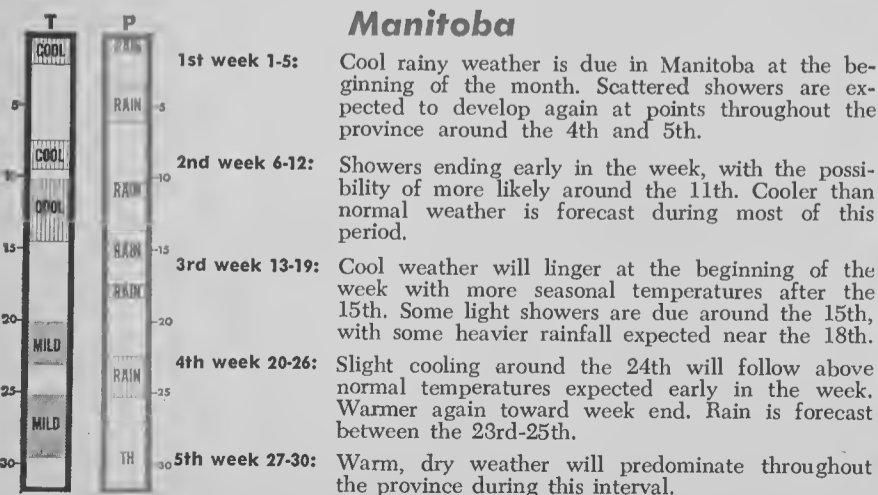 Manitoba
T P
COOL RAIN
5 RAIN 5
COOL
10 10
COOL RAIN
15 RAIN 15
RAIN
20 20
MILD
RAIN
25 25
MILD
30 TH 30
1st week 1-5: Cool rainy weather is due in Manitoba at the be-
ginning of the month. Scattered showers are ex-
pected to develop again at points throughout the
province around the 4th and 5th.
2nd week 6-12: Showers ending early in the week, with the possi-
bility of more likely around the 11th. Cooler than
normal weather is forecast during most of this
period.
3rd week 13-19: Cool weather will linger at the beginning of the
week with more seasonal temperatures after the
15th. Some light showers are due around the 15th,
with some heavier rainfall expected near the 18th.
4th week 20-26: Slight cooling around the 24th will follow above
normal temperatures expected early in the week.
Warmer again toward week end. Rain is forecast
between the 23rd-25th.
5th week 27-30: Warm, dry weather will predominate throughout
the province during this interval.